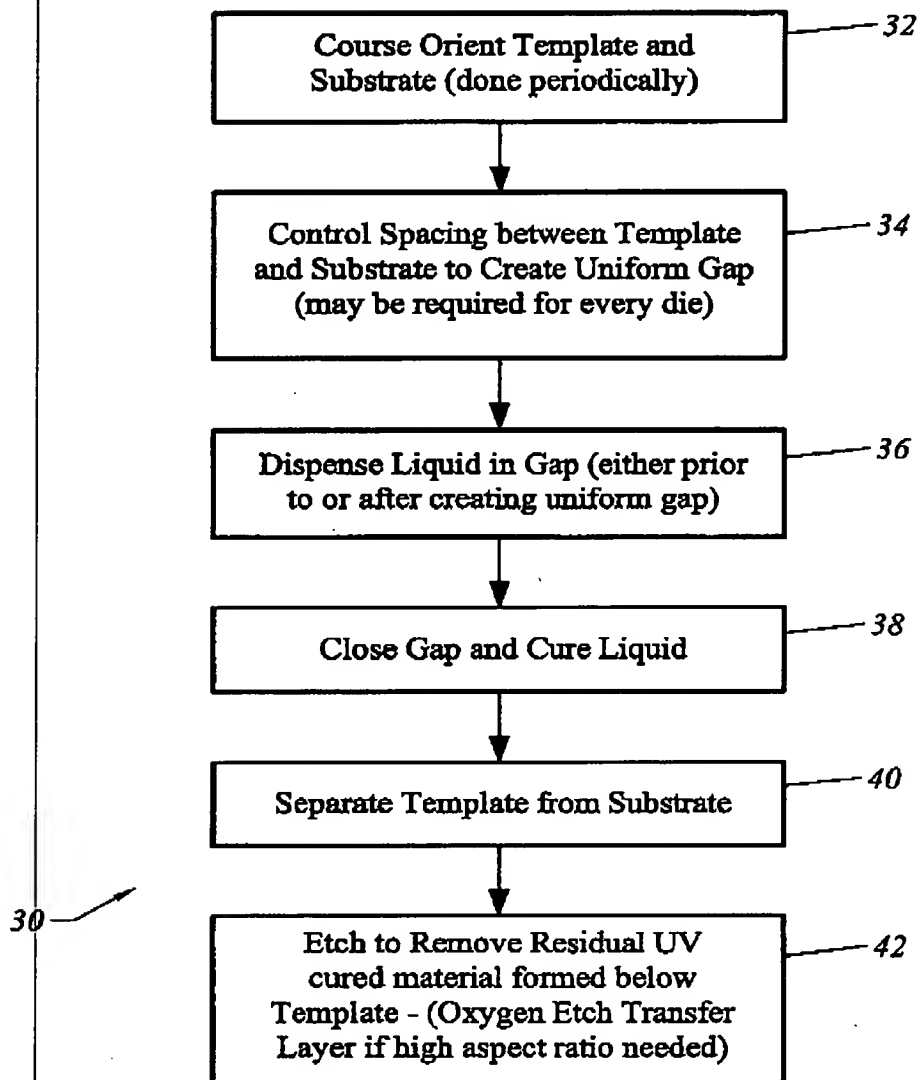 Course Orient Template and
Substrate (done periodically)
32
Control Spacing between Template
and Substrate to Create Uniform Gap
(may be required for every die)
34
Dispense Liquid in Gap (either prior
to or after creating uniform gap)
36
Close Gap and Cure Liquid
38
Separate Template from Substrate
40
30
Etch to Remove Residual UV
cured material formed below
Template - (Oxygen Etch Transfer
Layer if high aspect ratio needed)
42